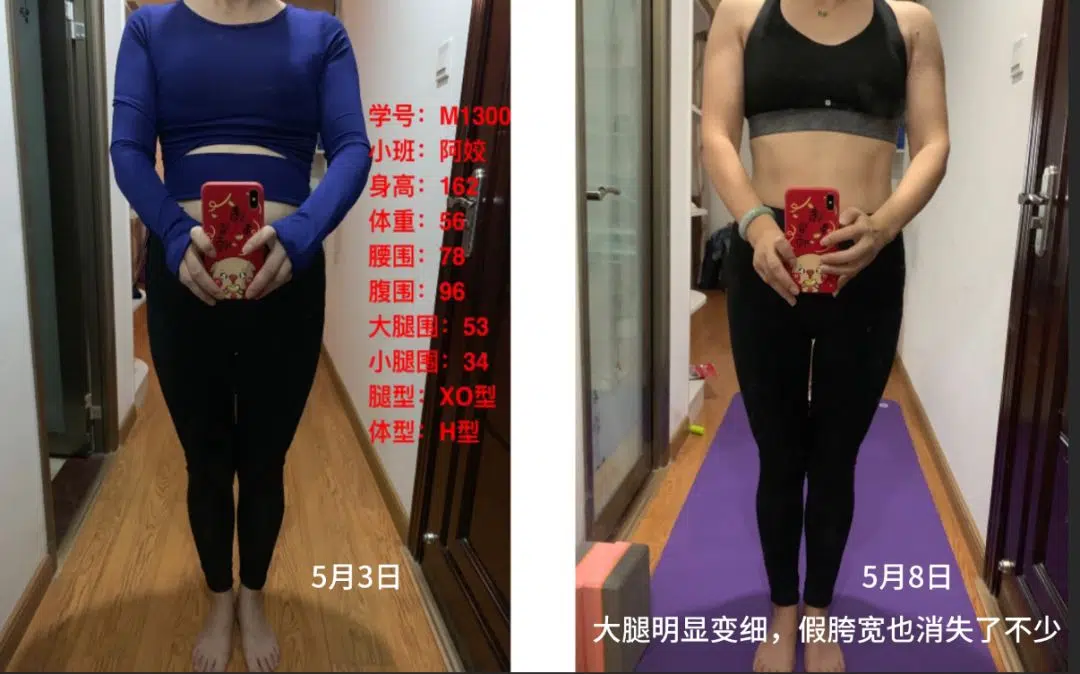 学号：M1300
小班：阿姣
身高：162
体重：56
腰围：78
腹围：96
大腿围：53
小腿围：34
腿型：XO型
体型：H型
5月3日
5月8日
大腿明显变细，假胯宽也消失了不少